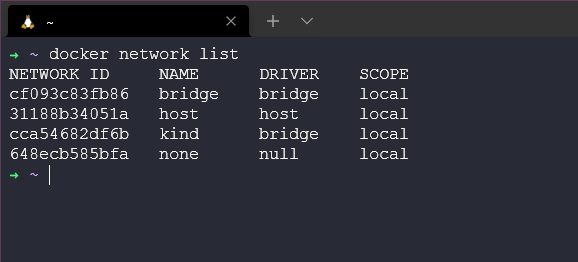 ~
→ ~ docker network list
NETWORK ID     NAME      DRIVER    SCOPE
cf093c83fb86   bridge    bridge    local
31188b34051a   host      host      local
cca54682df6b   kind      bridge    local
648ecb585bfa   none      null      local
→ ~